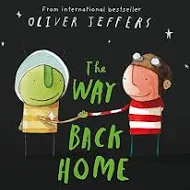 From international bestseller
OLIVER JEFFERS
The
WAY
BACK
HOME